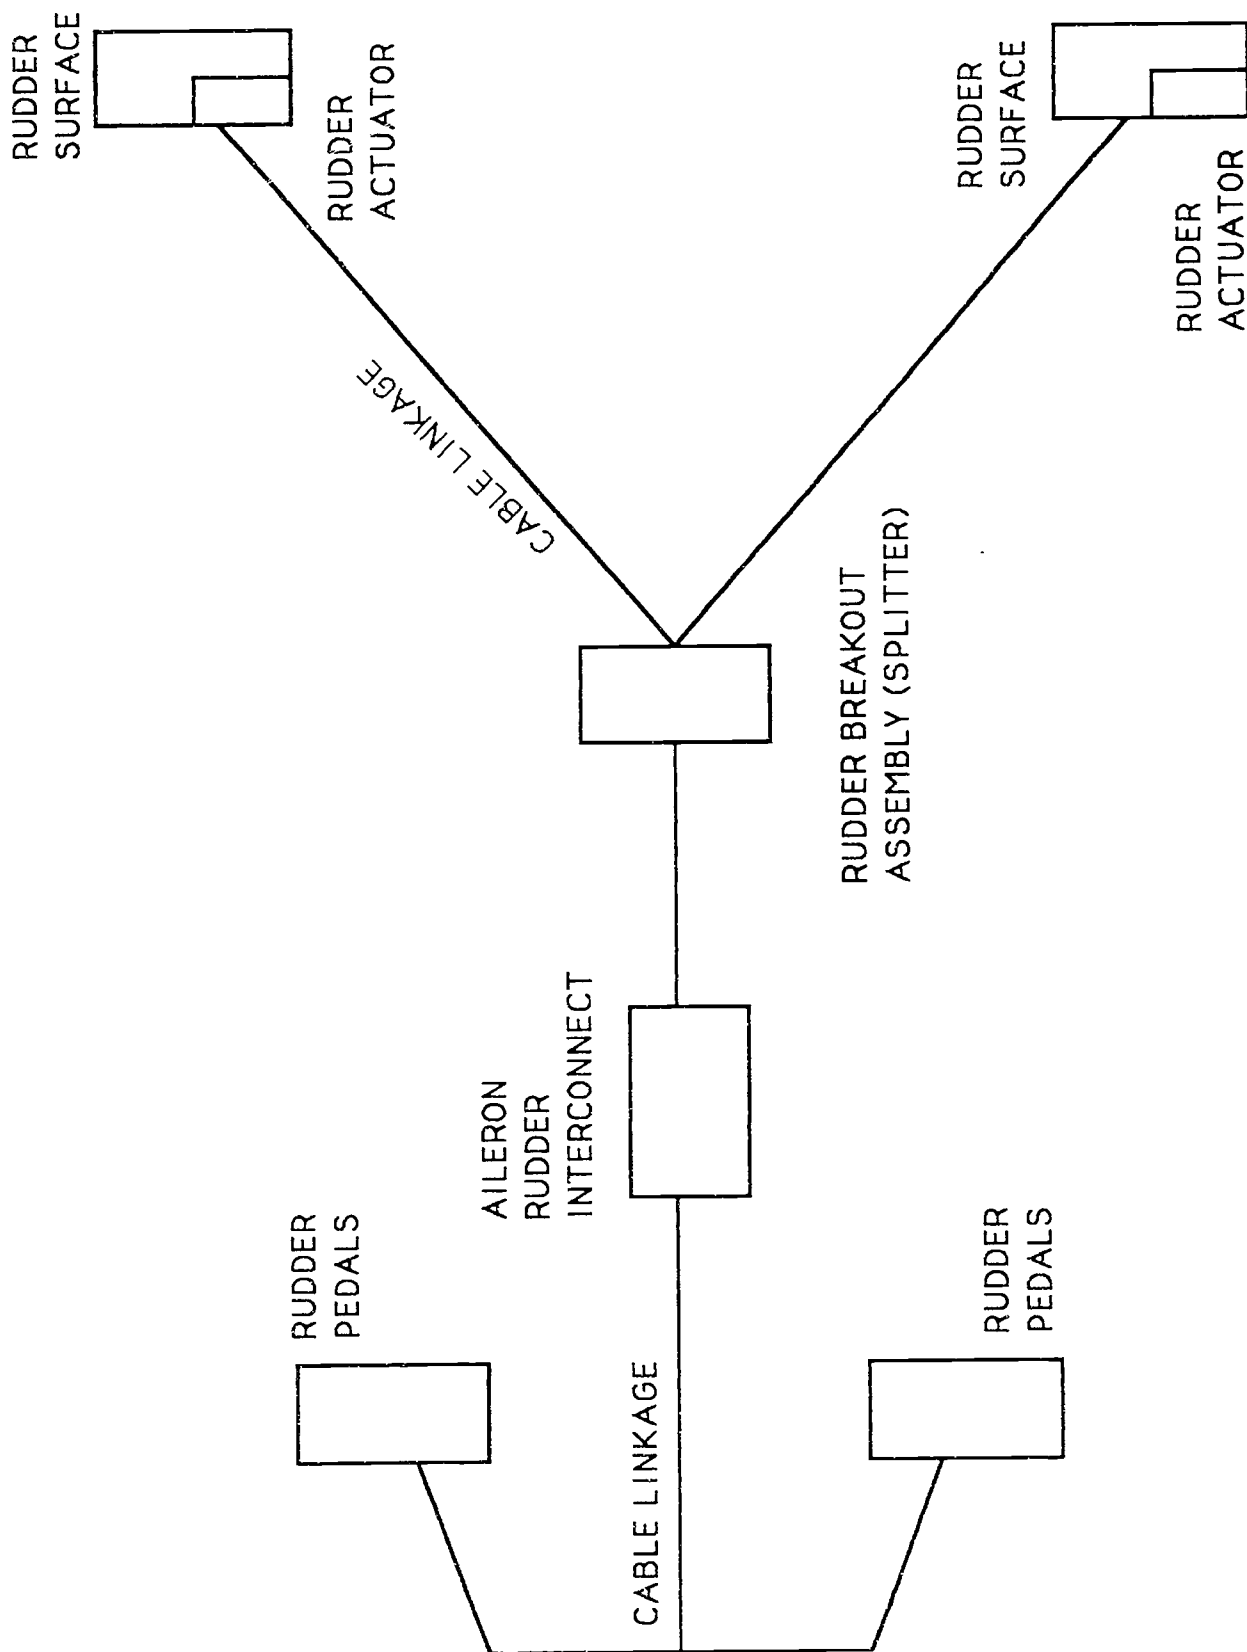 RUDDER
SURFACE
RUDDER
ACTUATOR
CABLE LINKAGE
RUDDER
SURFACE
RUDDER
ACTUATOR
RUDDER BREAKOUT
ASSEMBLY (SPLITTER)
AILERON
RUDDER
INTERCONNECT
RUDDER
PEDALS
CABLE LINKAGE
RUDDER
PEDALS